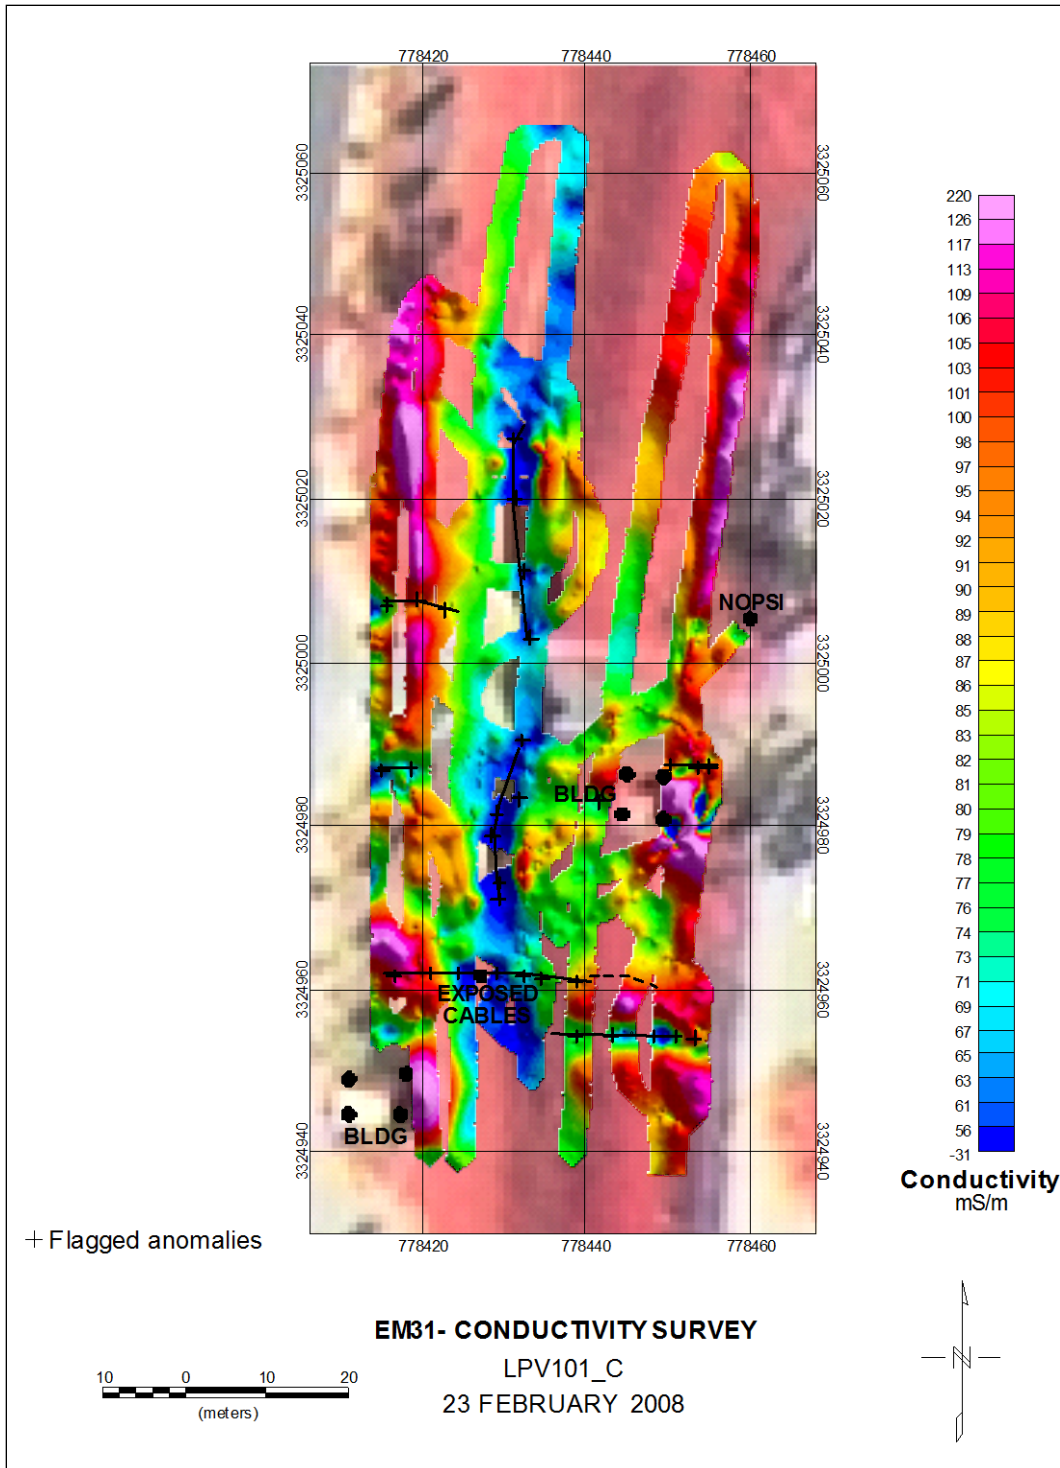 778420 778440 778460
3325060 3325060
3325040 3325040
3325020 3325020
NOPSI
3325000 3325000
BLDG
3324980 3324980
3324960 3324960
EXPOSED
CABLES
BLDG
3324940 3324940
778420 778440 778460
220
126
117
113
109
106
105
103
101
100
98
97
95
94
92
91
90
89
88
87
86
85
83
82
81
80
79
78
77
76
74
73
71
69
67
65
63
61
56
-31
Conductivity
mS/m
+ Flagged anomalies
EM31- CONDUCTIVITY SURVEY
LPV101_C
23 FEBRUARY 2008
10 0 10 20
(meters)
N